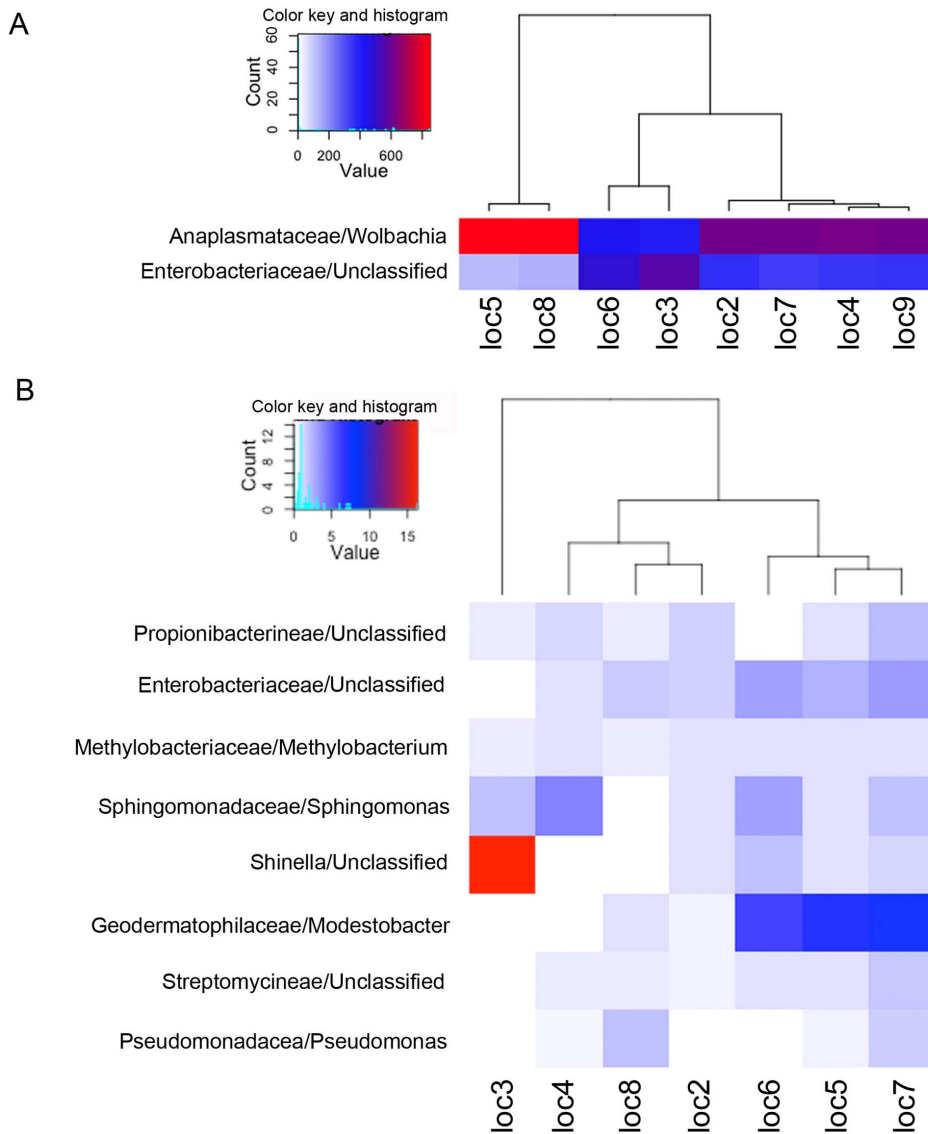 A
Color key and histogram
Count
0 20 40 60
0 200 600
Value
Anaplasmataceae/Wolbachia
Enterobacteriaceae/Unclassified
loc5 loc8 loc6 loc3 loc2 loc7 loc4 loc9
B
Color key and histogram
Count
0 4 8 12
0 5 10 15
Value
Propionibacterineae/Unclassified
Enterobacteriaceae/Unclassified
Methylobacteriaceae/Methylobacterium
Sphingomonadaceae/Sphingomonas
Shinella/Unclassified
Geodermatophilaceae/Modestobacter
Streptomycineae/Unclassified
Pseudomonadacea/Pseudomonas
loc3 loc4 loc8 loc2 loc6 loc5 loc7